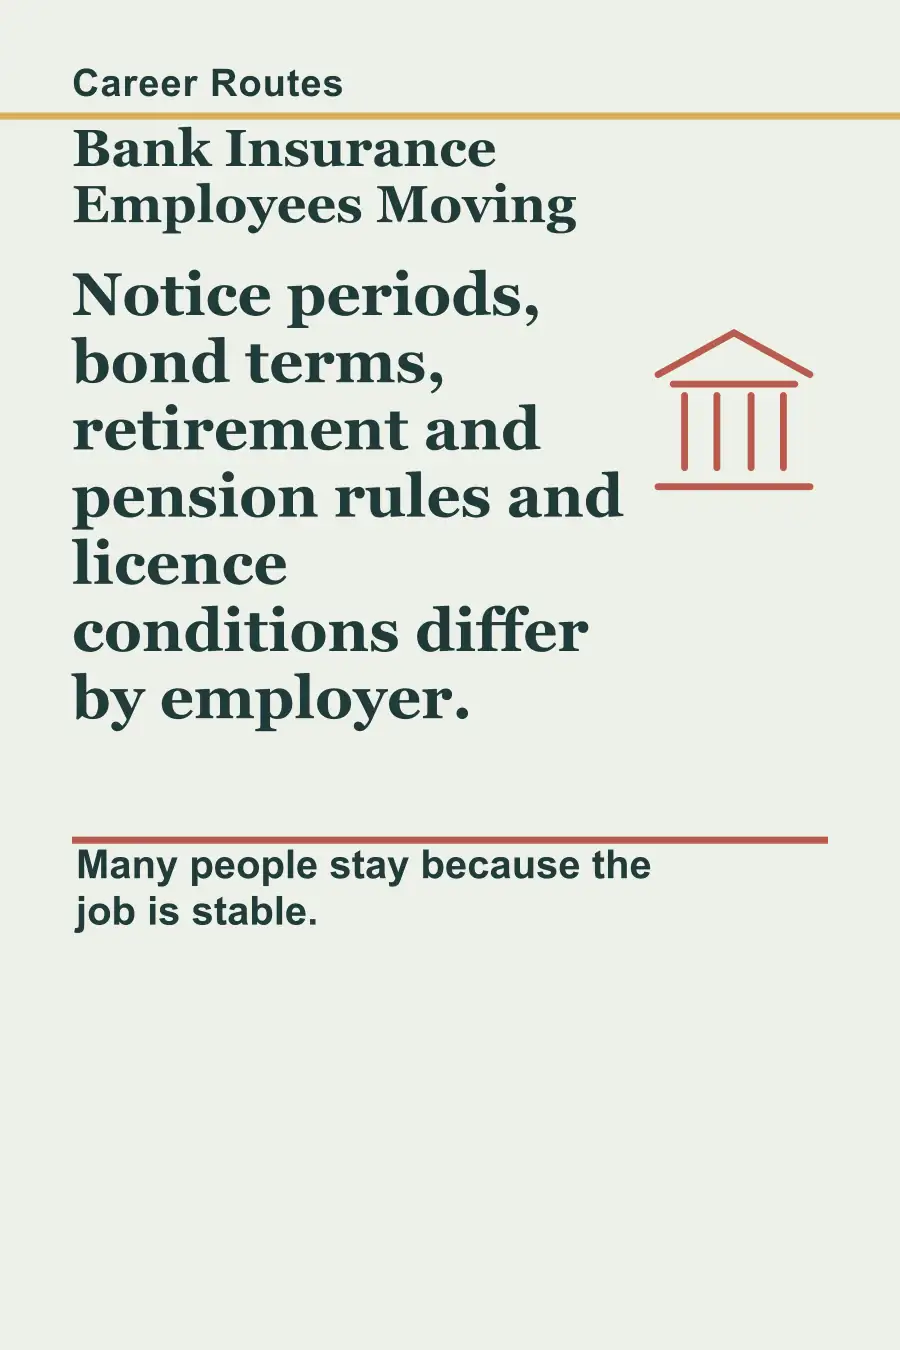 Career Routes
Bank Insurance
Employees Moving
Notice periods,
bond terms,
retirement and
pension rules and
licence
conditions differ
by employer.
Many people stay because the
job is stable.